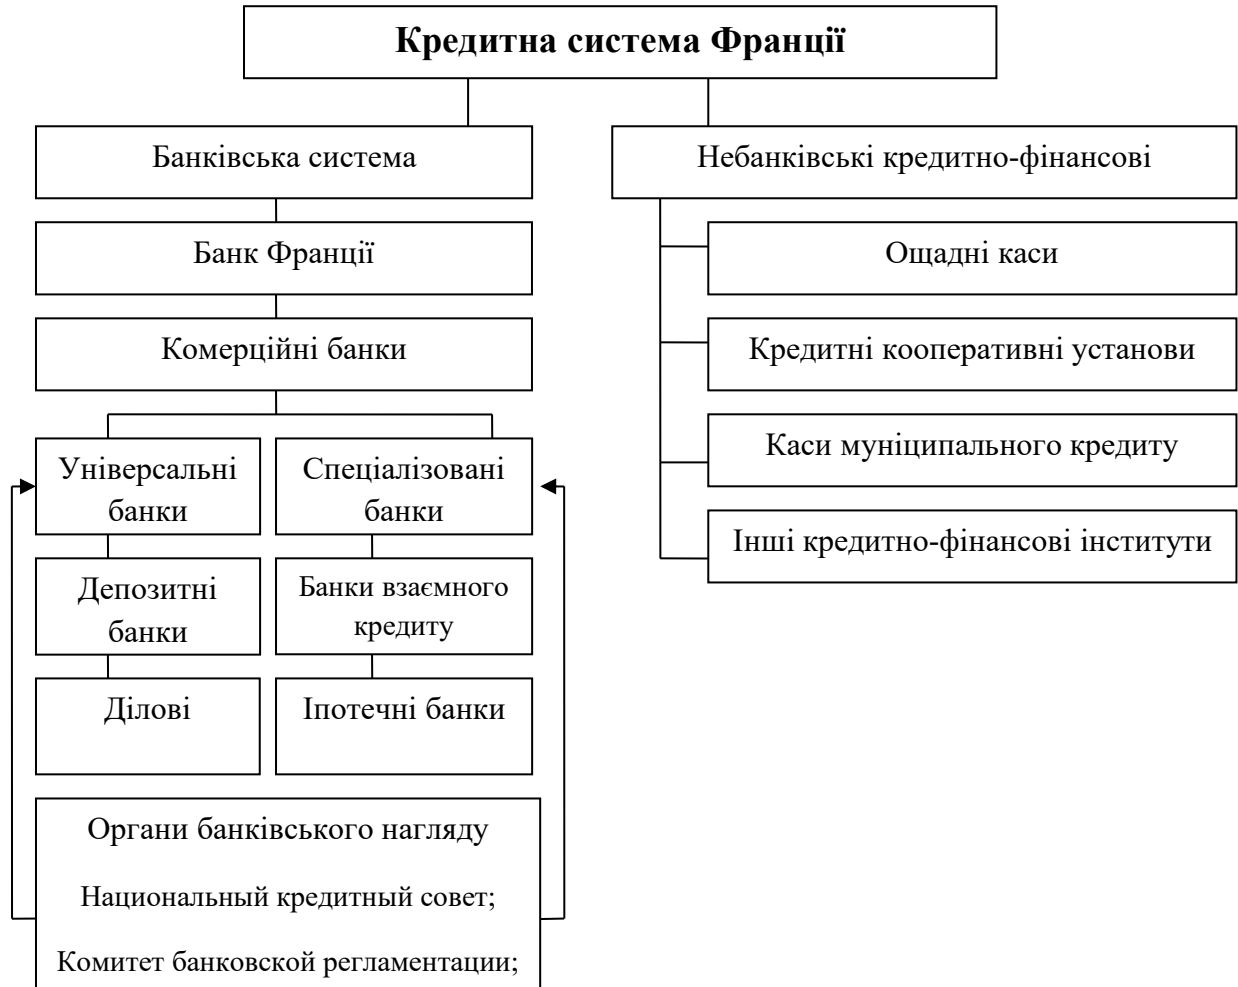 Кредитна система Франції
Банківська система
Небанківські кредитно-фінансові
Банк Франції
Ощадні каси
Комерційні банки
Кредитні кооперативні установи
Каси муніципального кредиту
Універсальні
банки
Спеціалізовані
банки
Інші кредитно-фінансові інститути
Депозитні
банки
Банки взаємного
кредиту
Ділові
Іпотечні банки
Органи банківського нагляду
Национальный кредитный совет;
Комитет банковской регламентации;